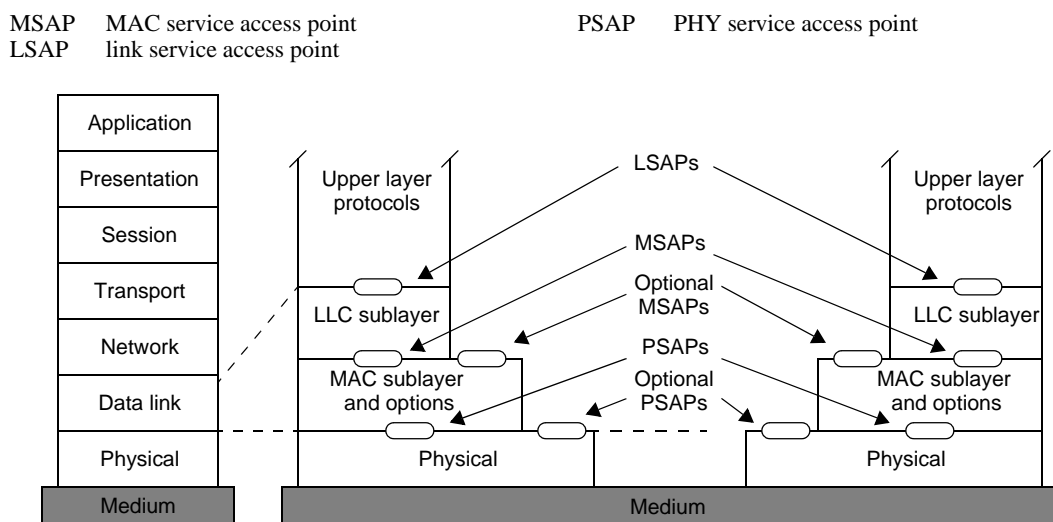 MSAP MAC service access point PSAP PHY service access point
LSAP link service access point
Application
Presentation
Session
Transport
Network
Data link
Physical
Medium
Upper layer
protocols
LLC sublayer
MAC sublayer
and options
Physical
LSAPs
MSAPs
Optional
MSAPs
PSAPs
Optional
PSAPs
Upper layer
protocols
LLC sublayer
MAC sublayer
and options
Physical
Medium